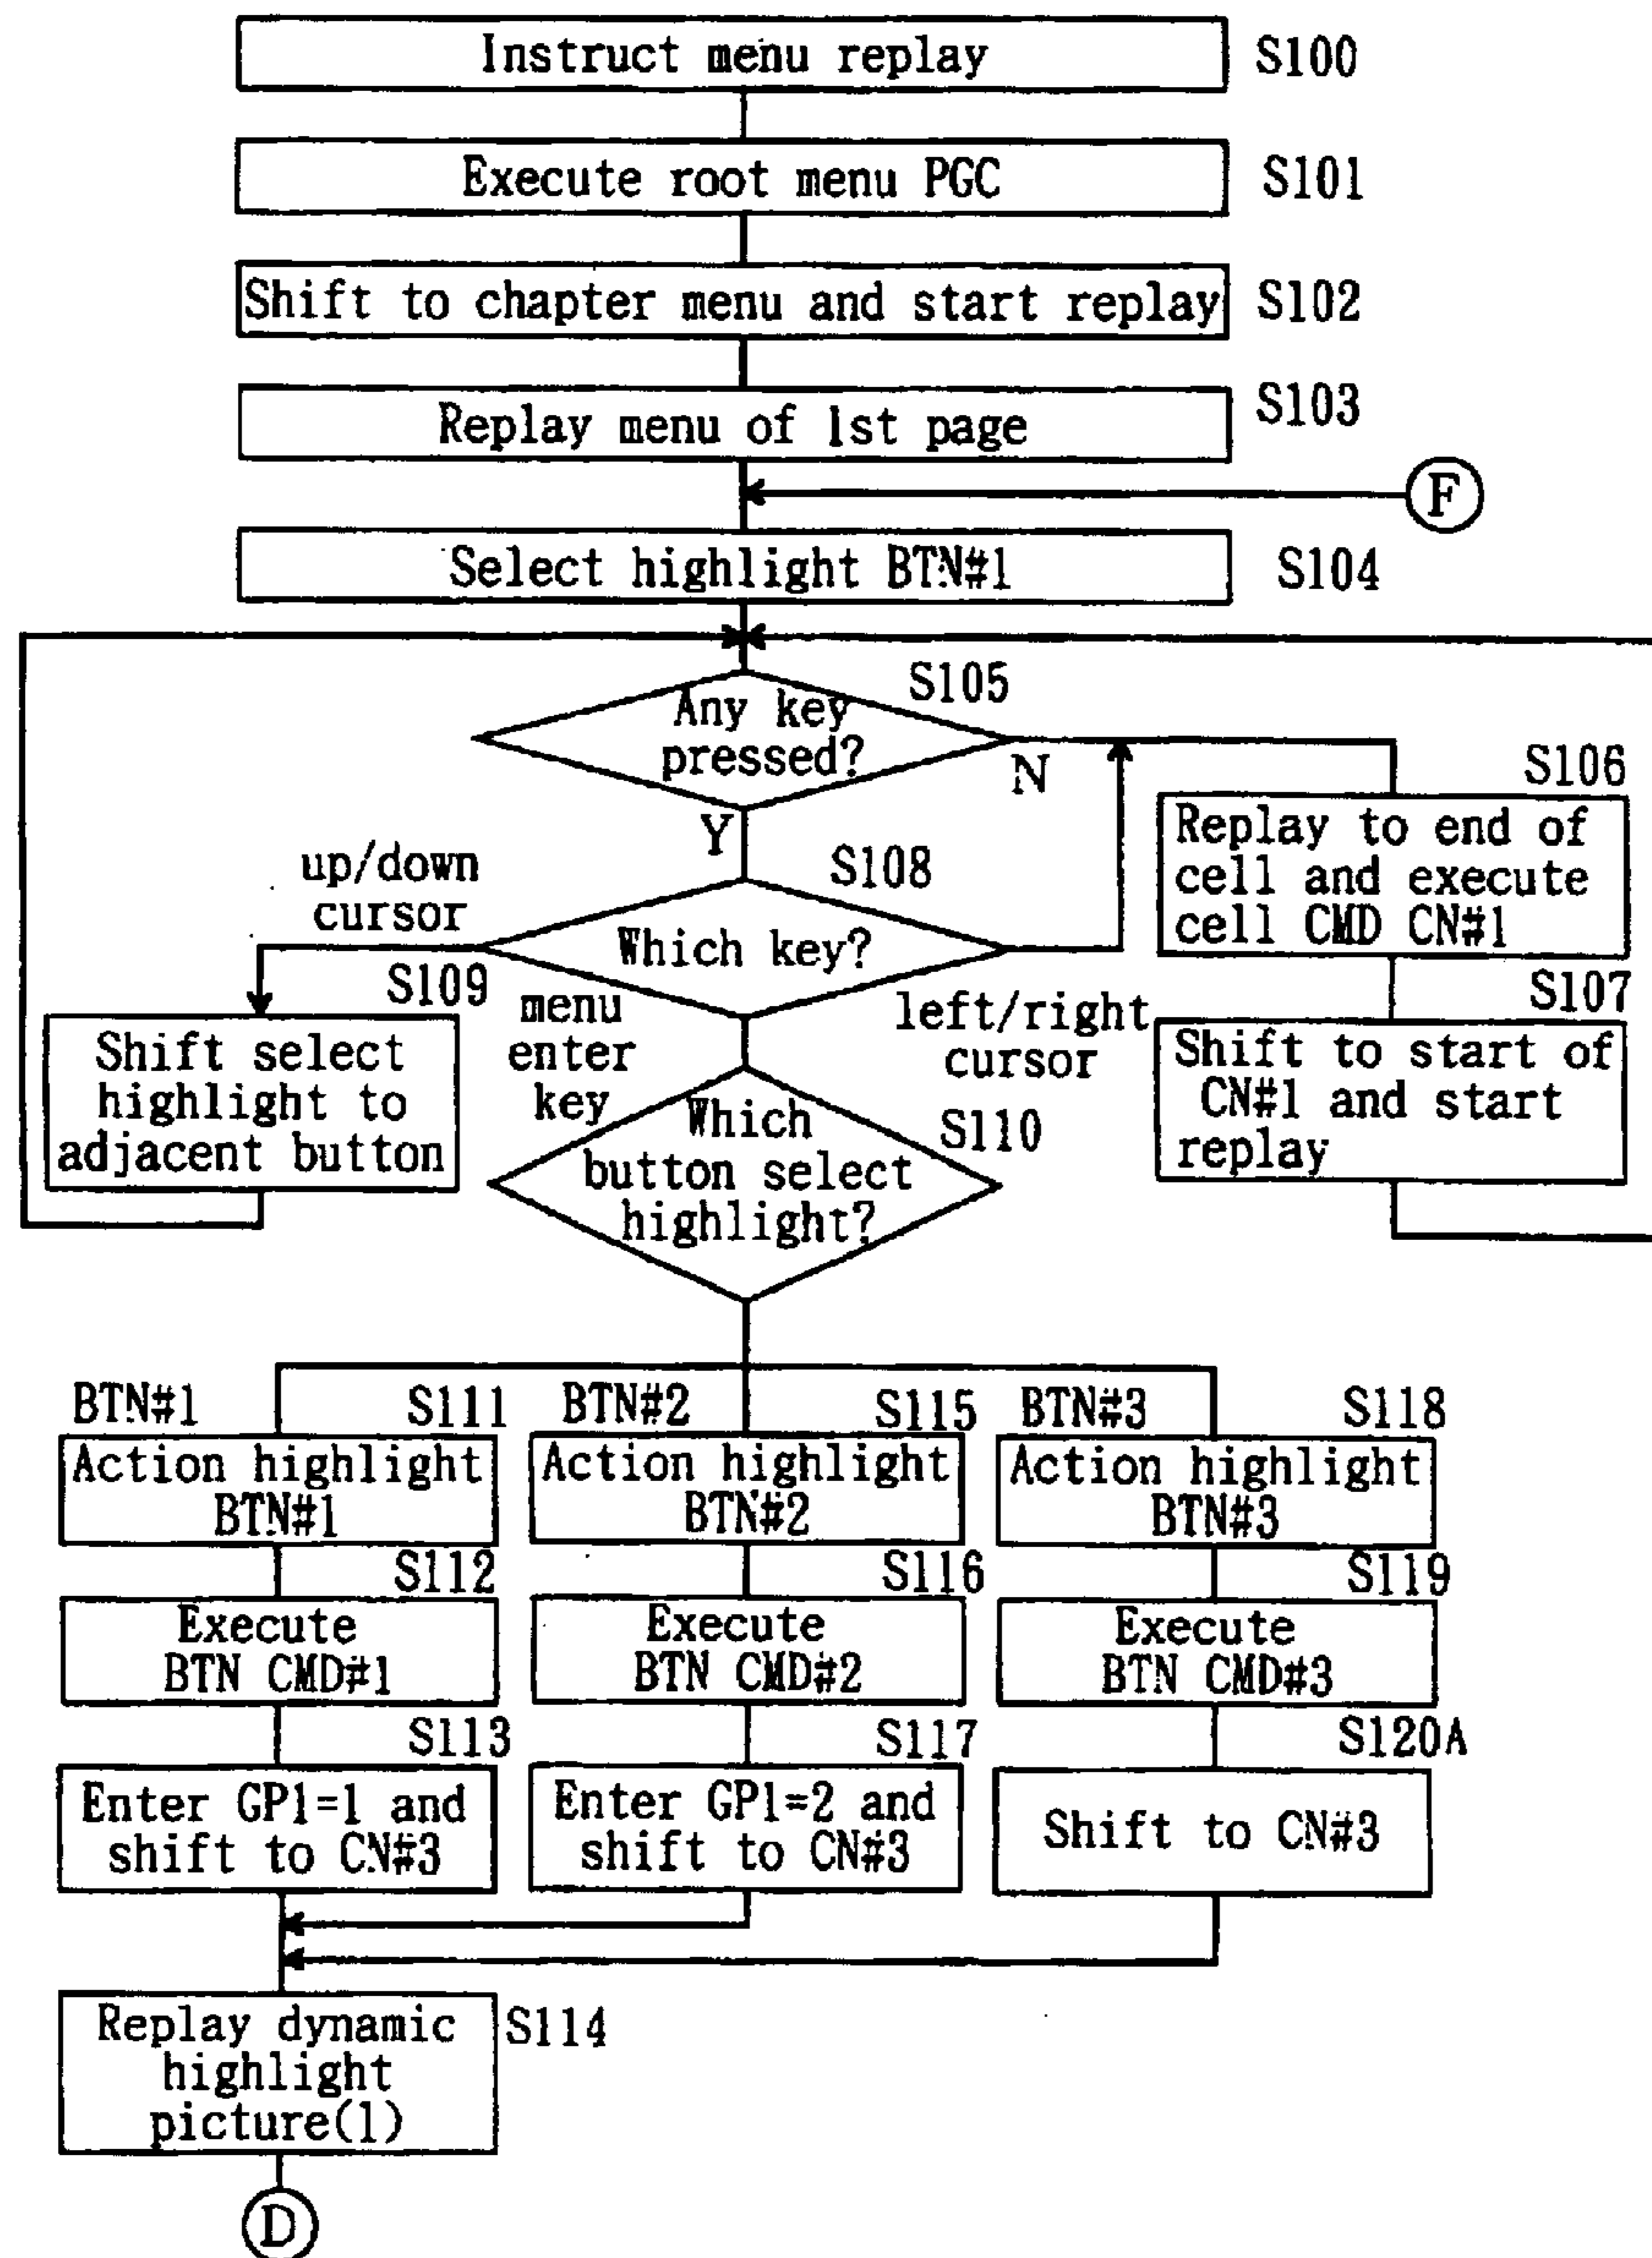 Instruct menu replay
S100
Execute root menu PGC
S101
Shift to chapter menu and start replay
S102
Replay menu of 1st page
S103
F
Select highlight BTN#1
S104
S105
Any key
pressed?
N
Y
S106
Replay to end of
cell and execute
cell CMD CN#1
up/down
cursor
S108
Which key?
S109
menu
enter
key
left/right
cursor
S107
Shift to start of
CN#1 and start
replay
Shift select
highlight to
adjacent button
S110
Which
button select
highlight?
BTN#1
S111
BTN#2
S115
BTN#3
S118
Action highlight
BTN#1
Action highlight
BTN#2
Action highlight
BTN#3
S112
S116
S119
Execute
BTN CMD#1
Execute
BTN CMD#2
Execute
BTN CMD#3
S113
S117
S120A
Enter GP1=1 and
shift to CN#3
Enter GP1=2 and
shift to CN#3
Shift to CN#3
Replay dynamic
highlight
picture(1)
S114
D